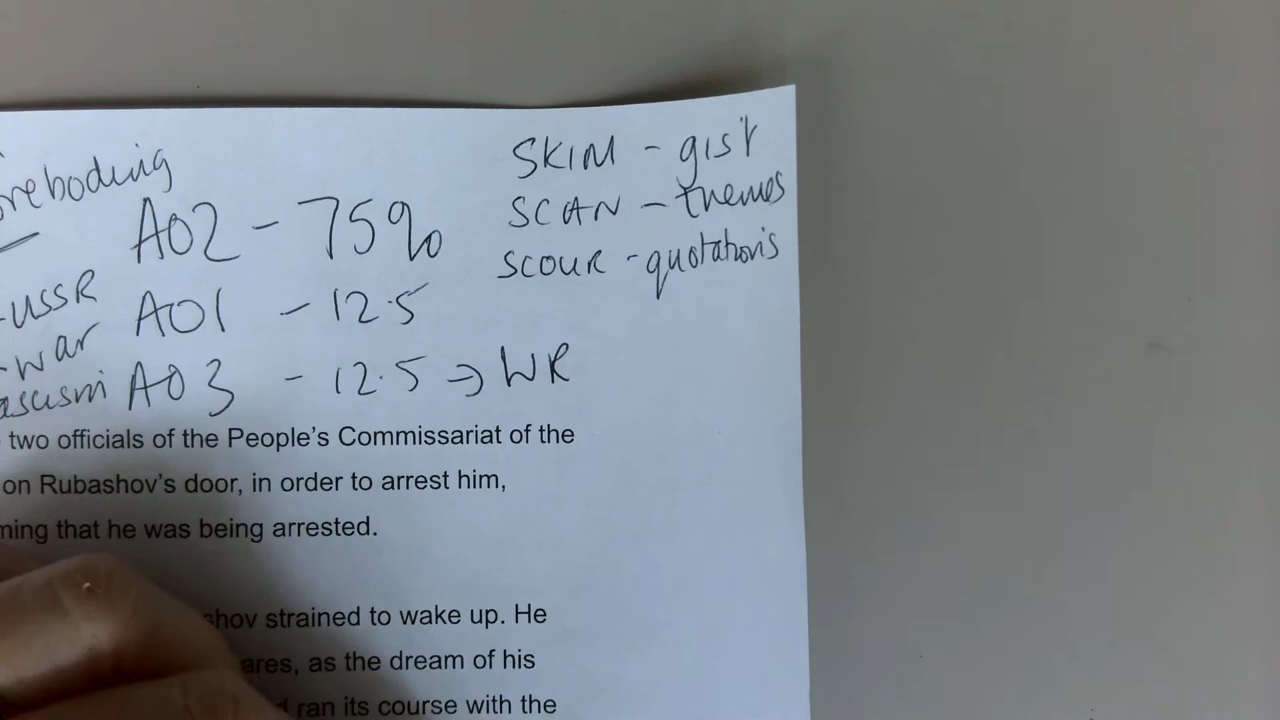 oreboding
AO2 - 75%
- USSR
AO1 - 12.5
- war
AO3 - 12.5 → WR
ascism
SKIM - gist
SCAN - themes
SCOUR - quotations
two officials of the People's Commissariat of the
on Rubashov's door, in order to arrest him,
ming that he was being arrested.
shov strained to wake up. He
ares, as the dream of his
ran its course with the